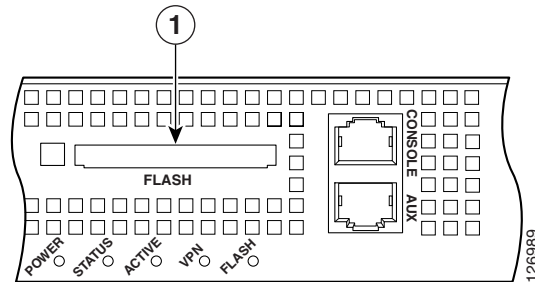 1
FLASH
CONSOLE
AUX
POWER
STATUS
ACTIVE
VPN
FLASH
126989